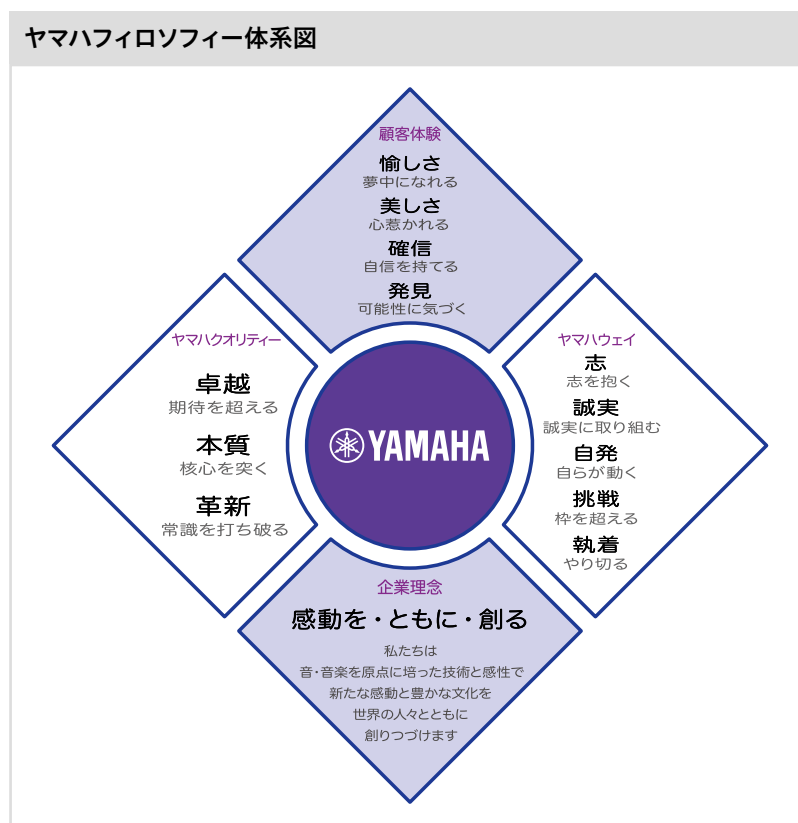 ヤマハフィロソフィー体系図
顧客体験
愉しさ
夢中になれる
美しさ
心惹かれる
確信
自信を持てる
発見
可能性に気づく
ヤマハクオリティー
卓越
期待を超える
本質
核心を突く
革新
常識を打ち破る
YAMAHA
ヤマハウェイ
志
志を抱く
誠実
誠実に取り組む
自発
自らが動く
挑戦
枠を超える
執着
やり切る
企業理念
感動を・ともに・創る
私たちは
音・音楽を原点に培った技術と感性で
新たな感動と豊かな文化を
世界の人々とともに
創りつづけます